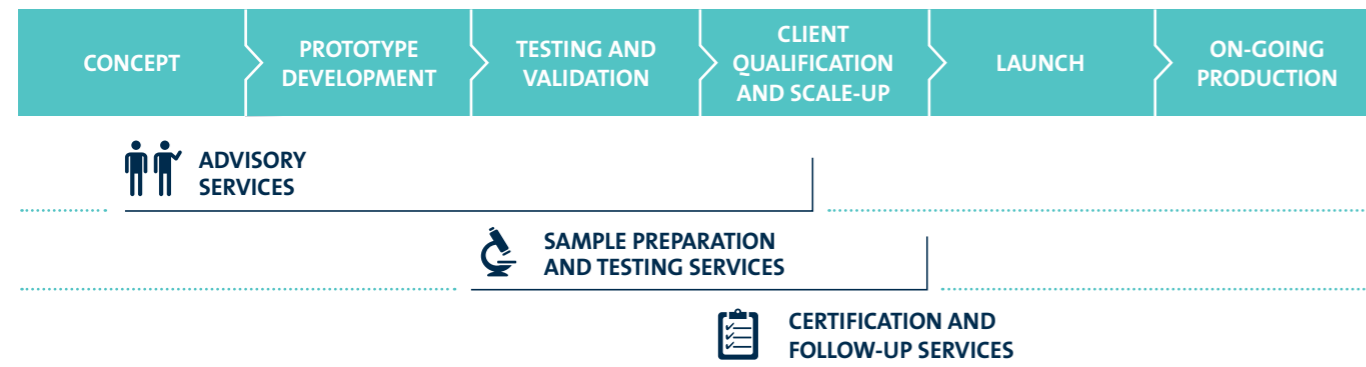 CONCEPT
PROTOTYPE
DEVELOPMENT
TESTING AND
VALIDATION
CLIENT
QUALIFICATION
AND SCALE-UP
LAUNCH
ON-GOING
PRODUCTION
ADVISORY
SERVICES
SAMPLE PREPARATION
AND TESTING SERVICES
CERTIFICATION AND
FOLLOW-UP SERVICES